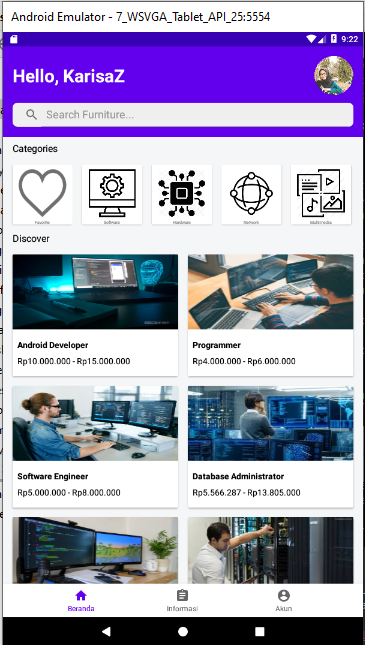 Android Emulator - 7_WSVGA_Tablet_API_25:5554
9:22
Hello, KarisaZ
Search Furniture...
Categories
Favorite Software Hardware Network Multimedia
Discover
Android Developer
Rp10.000.000 - Rp15.000.000
Programmer
Rp4.000.000 - Rp6.000.000
Software Engineer
Rp5.000.000 - Rp8.000.000
Database Administrator
Rp5.566.287 - Rp13.805.000
Beranda Informasi Akun